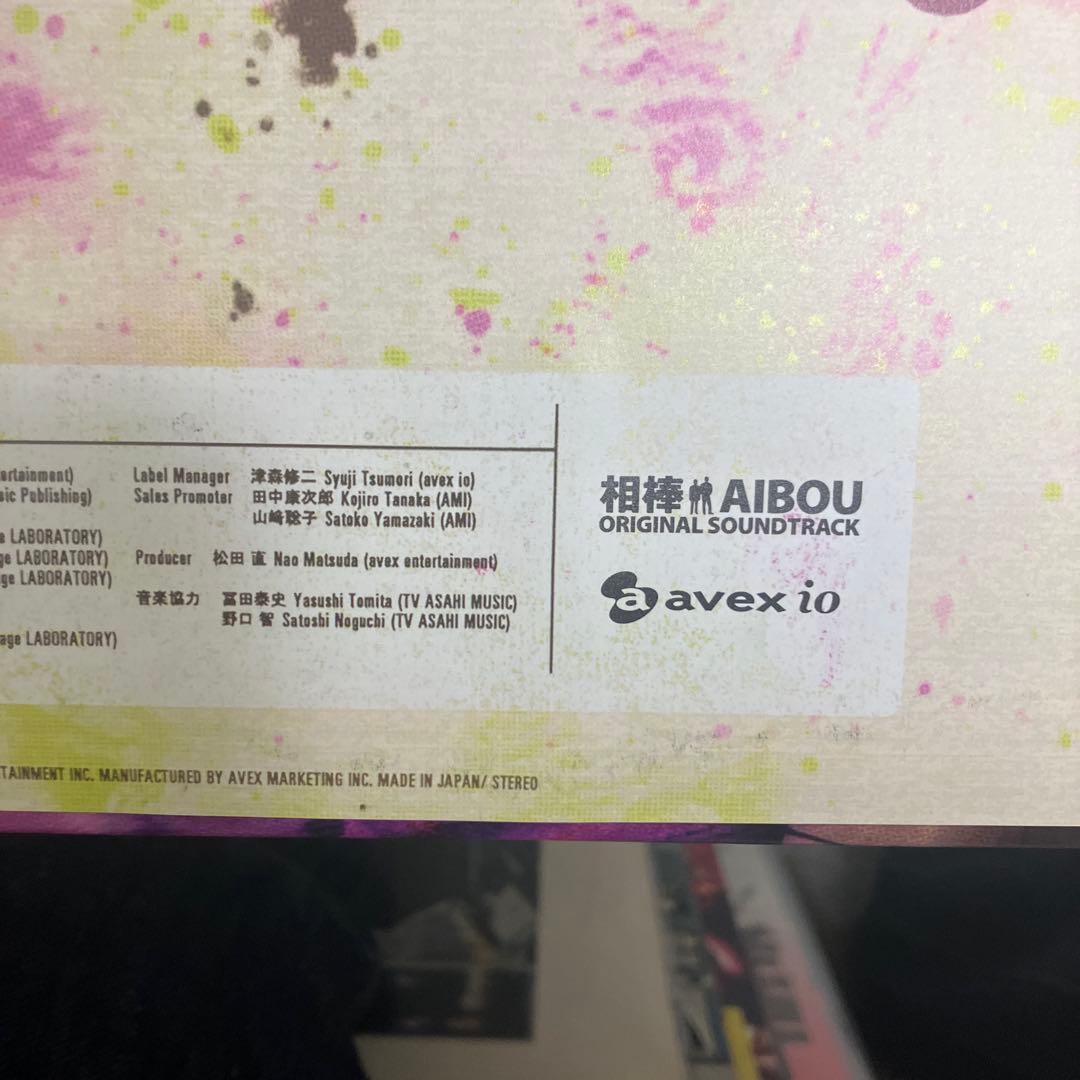 ertainment)
sic Publishing)
e LABORATORY)
ge LABORATORY)
ge LABORATORY)
age LABORATORY)
Label Manager 津森修二 Syuji Tsumori (avex io)
Sales Promoter 田中康次郎 Kojiro Tanaka (AMI)
山崎聡子 Satoko Yamazaki (AMI)
Producer 松田 直 Nao Matsuda (avex entertainment)
音楽協力 冨田泰史 Yasushi Tomita (TV ASAHI MUSIC)
野口 智 Satoshi Noguchi (TV ASAHI MUSIC)
相棒 AIBOU
ORIGINAL SOUNDTRACK
a avex io
TAINMENT INC. MANUFACTURED BY AVEX MARKETING INC. MADE IN JAPAN/ STEREO